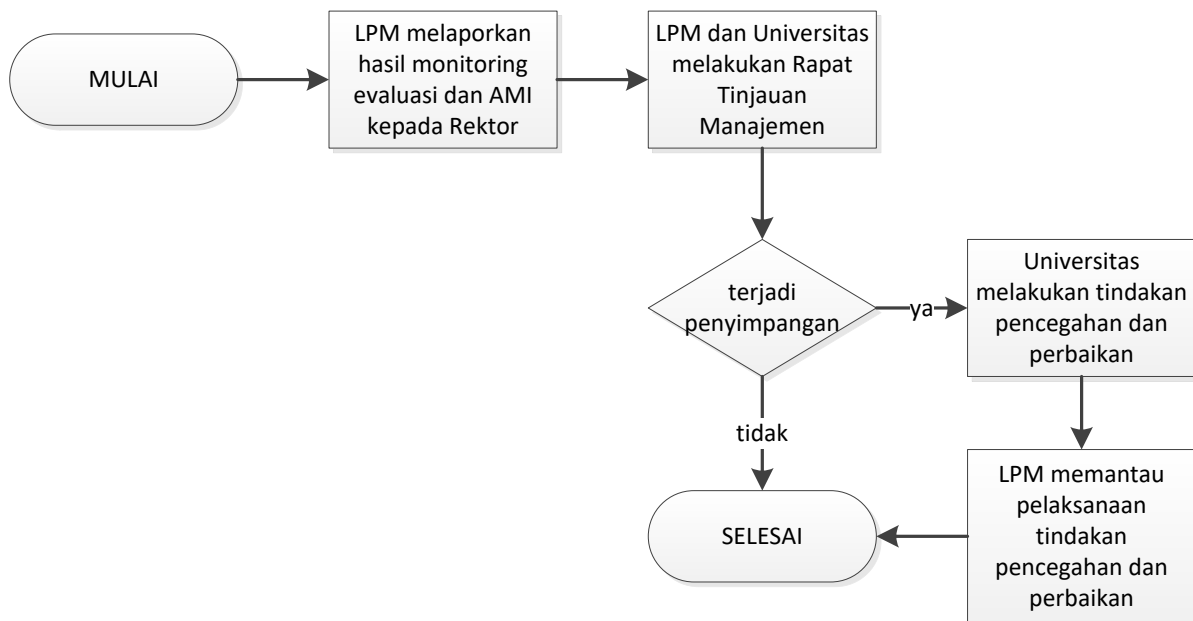 MULAI
LPM melaporkan
hasil monitoring
evaluasi dan AMI
kepada Rektor
LPM dan Universitas
melakukan Rapat
Tinjauan
Manajemen
terjadi
penyimpangan
ya
Universitas
melakukan tindakan
pencegahan dan
perbaikan
tidak
LPM memantau
pelaksanaan
tindakan
pencegahan dan
perbaikan
SELESAI